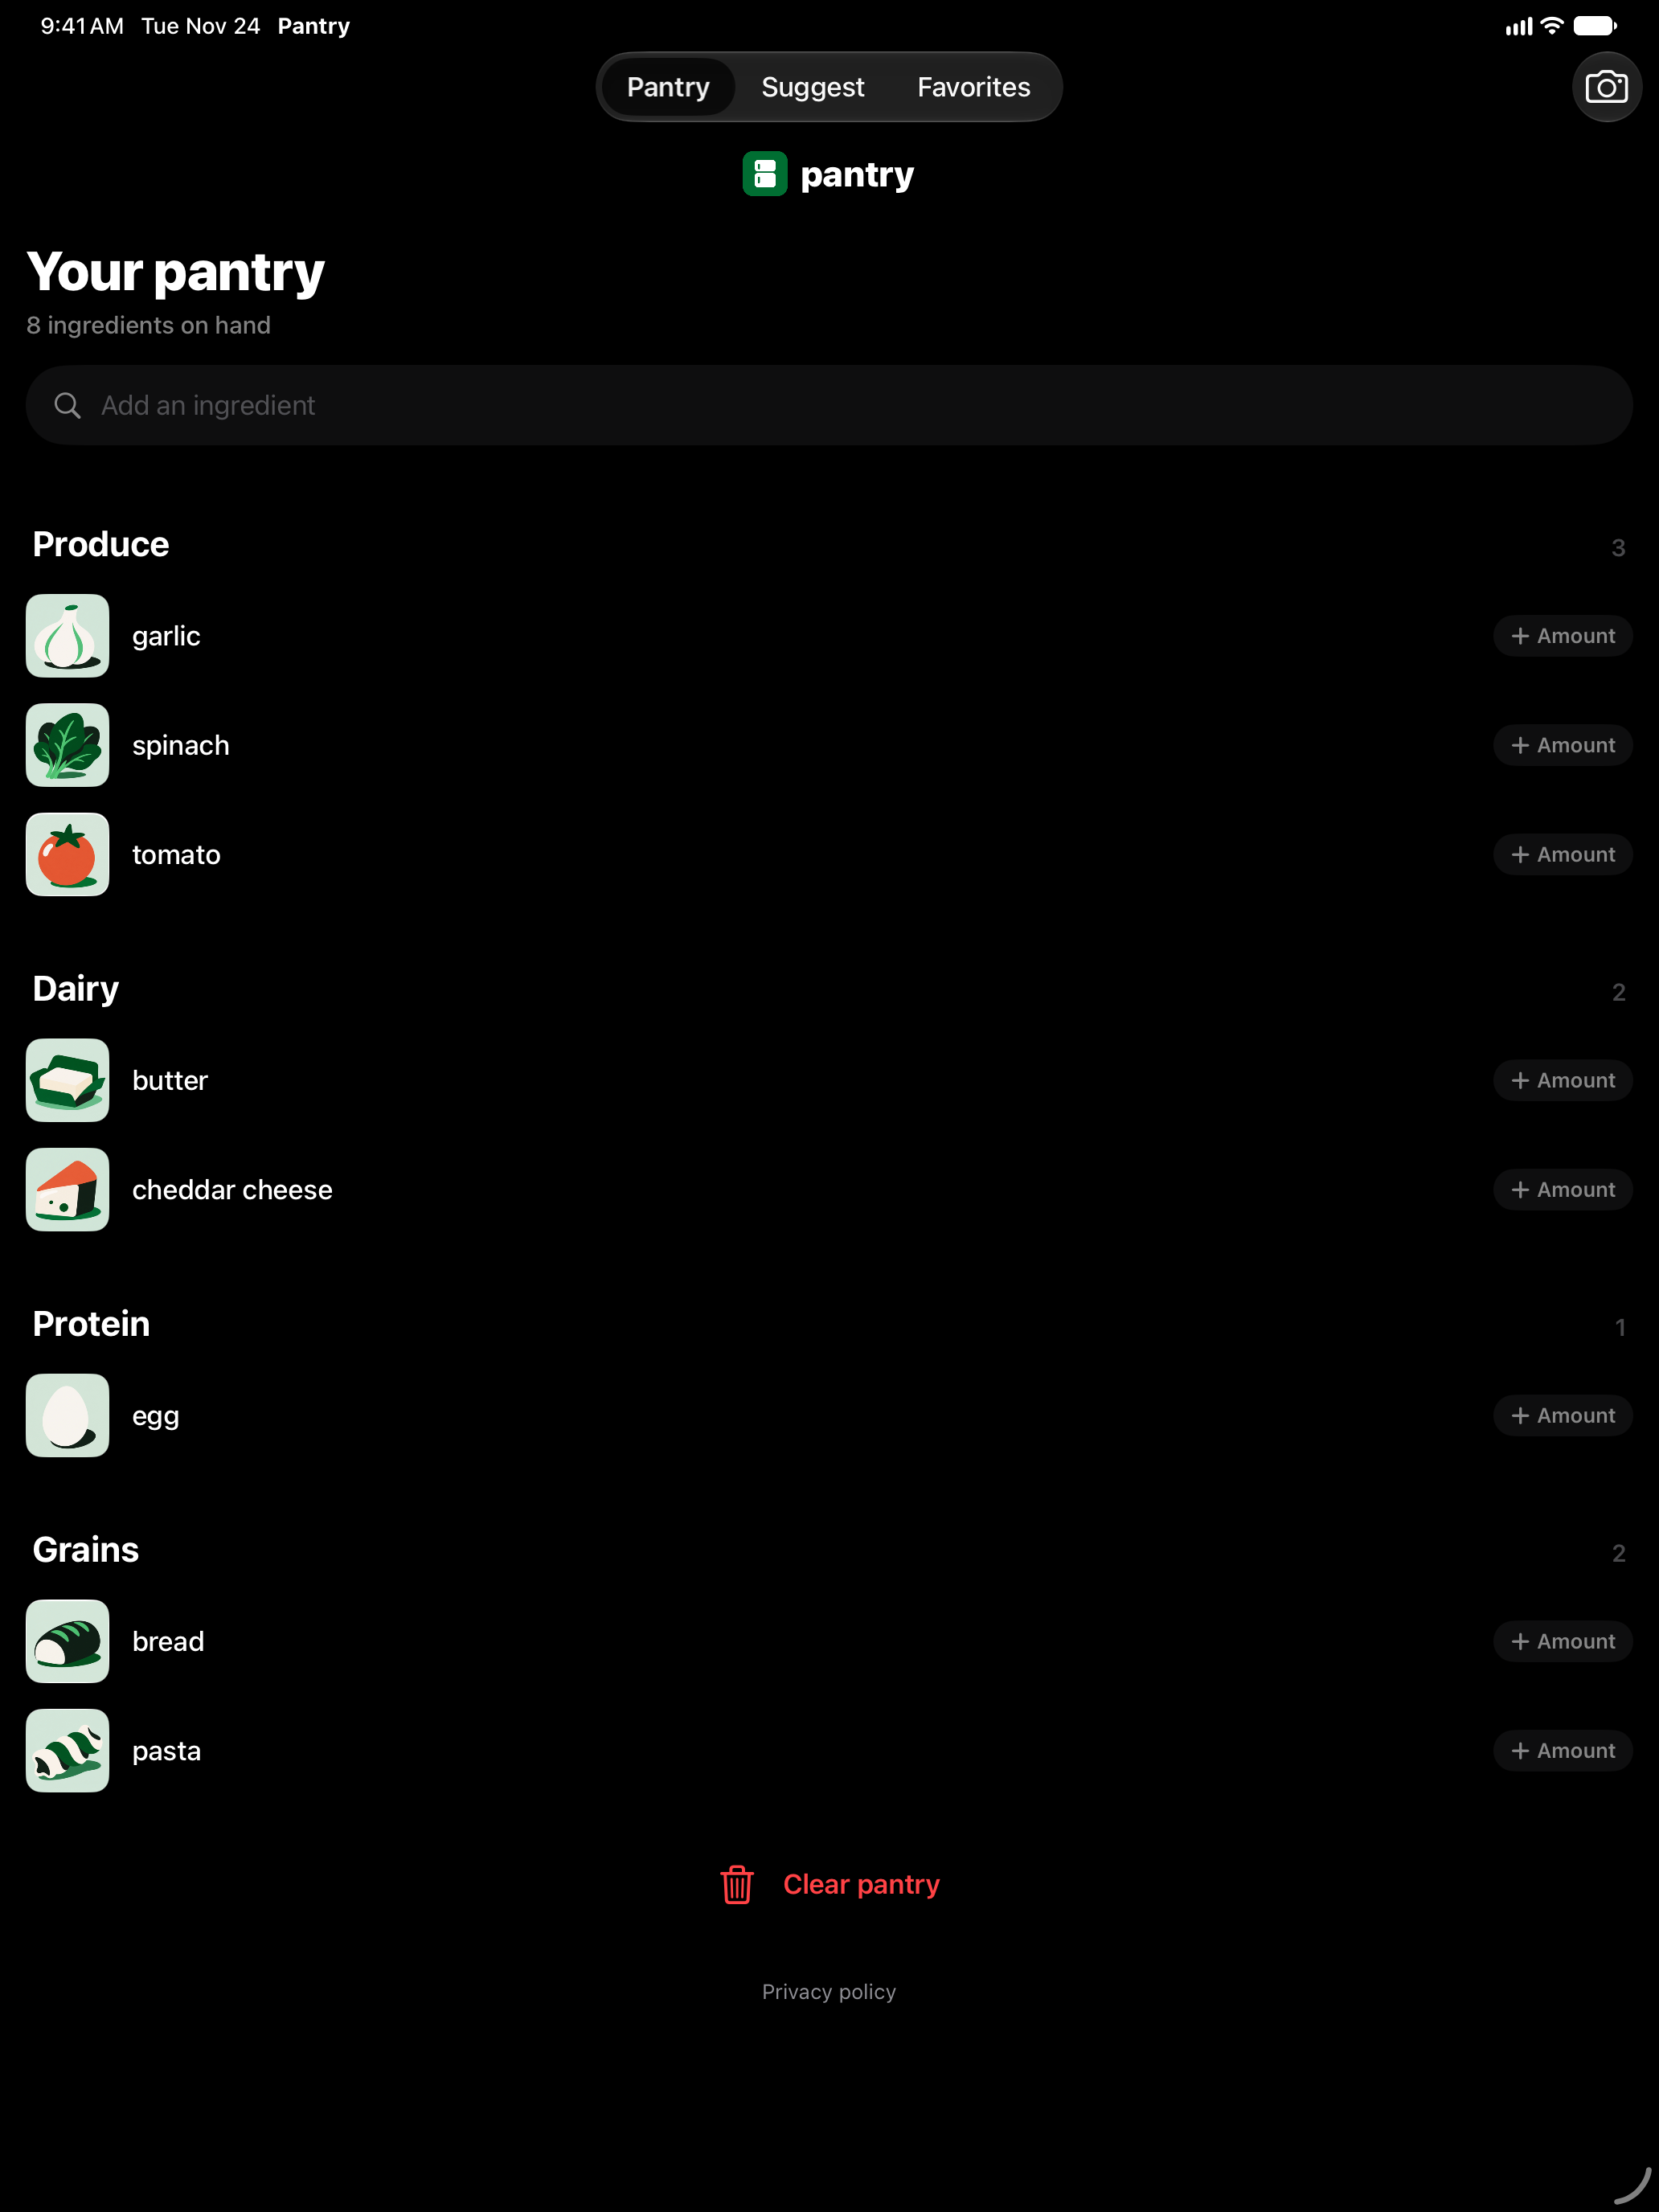 9:41 AM Tue Nov 24 Pantry
Pantry Suggest Favorites
pantry
Your pantry
8 ingredients on hand
Add an ingredient
Produce 3
garlic + Amount
spinach + Amount
tomato + Amount
Dairy 2
butter + Amount
cheddar cheese + Amount
Protein 1
egg + Amount
Grains 2
bread + Amount
pasta + Amount
Clear pantry
Privacy policy